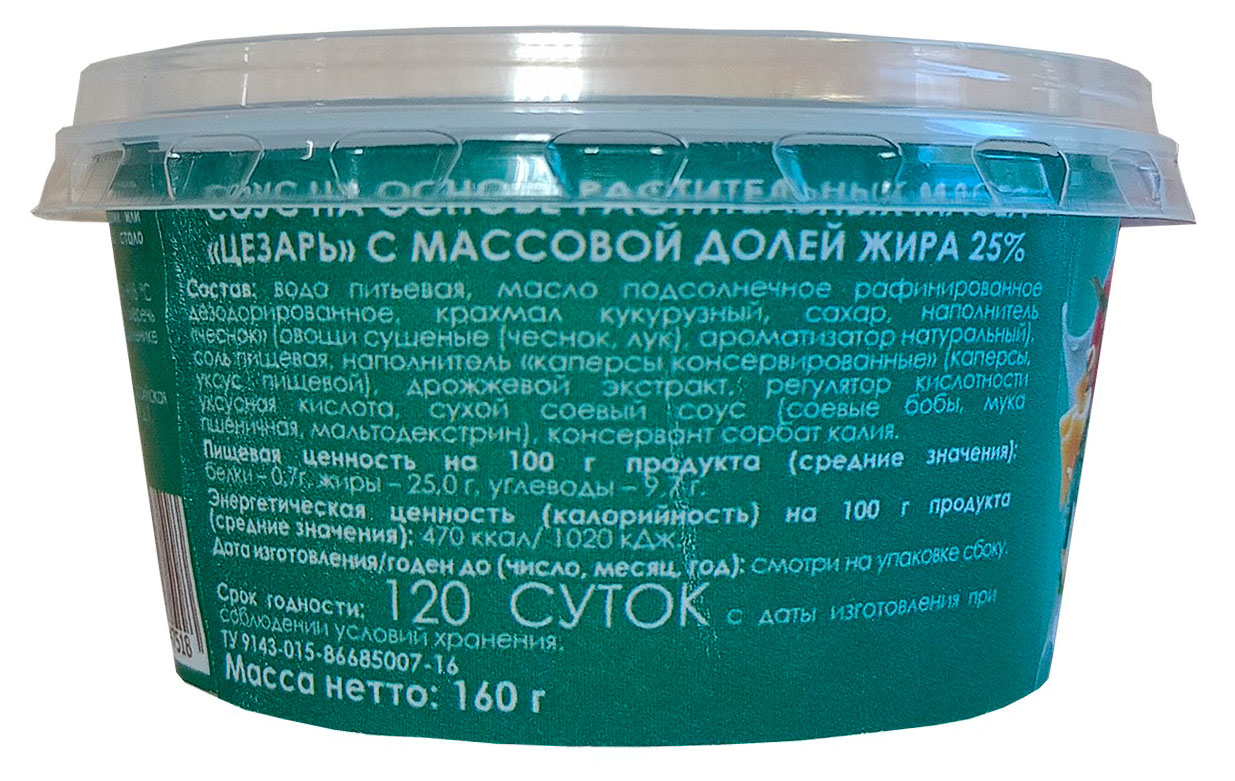 СОУС НА ОСНОВЕ РАСТИТЕЛЬНЫХ МАСЕЛ
«ЦЕЗАРЬ» С МАССОВОЙ ДОЛЕЙ ЖИРА 25%
Состав: вода питьевая, масло подсолнечное рафинированное
дезодорированное, крахмал кукурузный, сахар, наполнитель
«чеснок» (овощи сушеные (чеснок, лук), ароматизатор натуральный),
соль пищевая, наполнитель «каперсы консервированные» (каперсы,
уксус пищевой), дрожжевой экстракт, регулятор кислотности
уксусная кислота, сухой соевый соус (соевые бобы, мука
пшеничная, мальтодекстрин), консервант сорбат калия.
Пищевая ценность на 100 г продукта (средние значения):
белки – 0,7г, жиры – 25,0 г, углеводы – 9,7 г.
Энергетическая ценность (калорийность) на 100 г продукта
(средние значения): 470 ккал/ 1020 кДж
Дата изготовления/годен до (число, месяц, год): смотри на упаковке сбоку.
Срок годности: 120 СУТОК с даты изготовления при
соблюдении условий хранения.
ТУ 9143-015-86685007-16
Масса нетто: 160 г